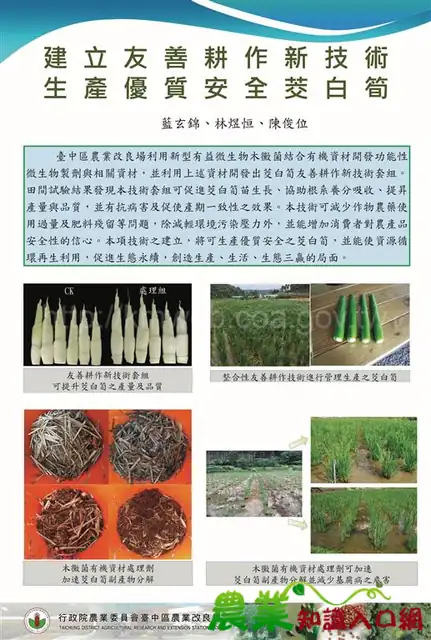 建立友善耕作新技術
生產優質安全茭白筍
藍玄錦、林煜恒、陳俊位
臺中區農業改良場利用新型有益微生物木黴菌結合有機資材開發功能性
微生物製劑與相關資材，並利用上述資材開發出茭白筍友善耕作新技術套組。
田間試驗結果發現本技術套組可促進茭白筍苗生長、協助根系養分吸收、提昇
產量與品質，並有抗病害及促使產期一致性之效果。本技術可減少作物農藥使
用過量及肥料殘留等問題，除減輕環境污染壓力外，並能增加消費者對農產品
安全性的信心。本項技術之建立，將可生產優質安全之茭白筍，並能使資源循
環再生利用，促進生態永續，創造生產、生活、生態三贏的局面。
CK 處理組
友善耕作新技術套組
可提升茭白筍之產量及品質
整合性友善耕作技術進行管理生產之茭白筍
木黴菌有機資材處理劑
加速茭白筍副產物分解
木黴菌有機資材處理劑可加速
茭白筍副產物分解並減少基腐病之危害
行政院農業委員會臺中區農業改良
TAICHUNG DISTRICT AGRICULTURAL RESEARCH AND EXTENSION STATION
農業知識入口網